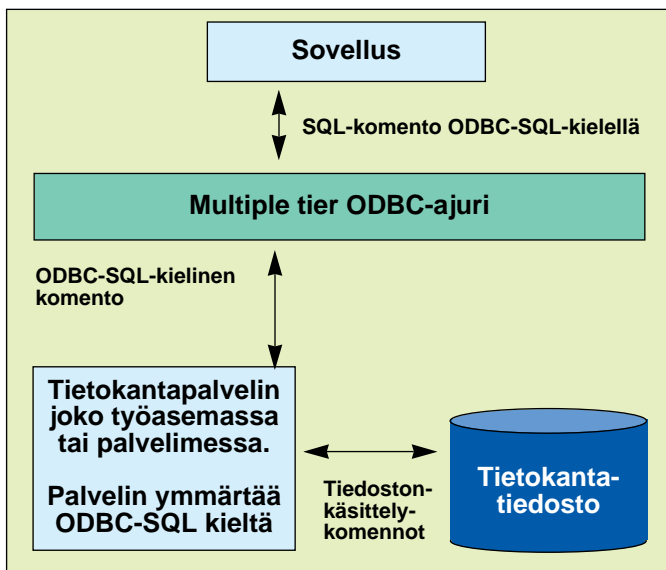 Sovellus
SQL-komento ODBC-SQL-kielellä
Multiple tier ODBC-ajuri
ODBC-SQL-kielinen
komento
Tietokantapalvelin
joko työasemassa
tai palvelimessa.
Palvelin ymmärtää
ODBC-SQL kieltä
Tiedoston-
käsittely-
komennot
Tietokanta-
tiedosto